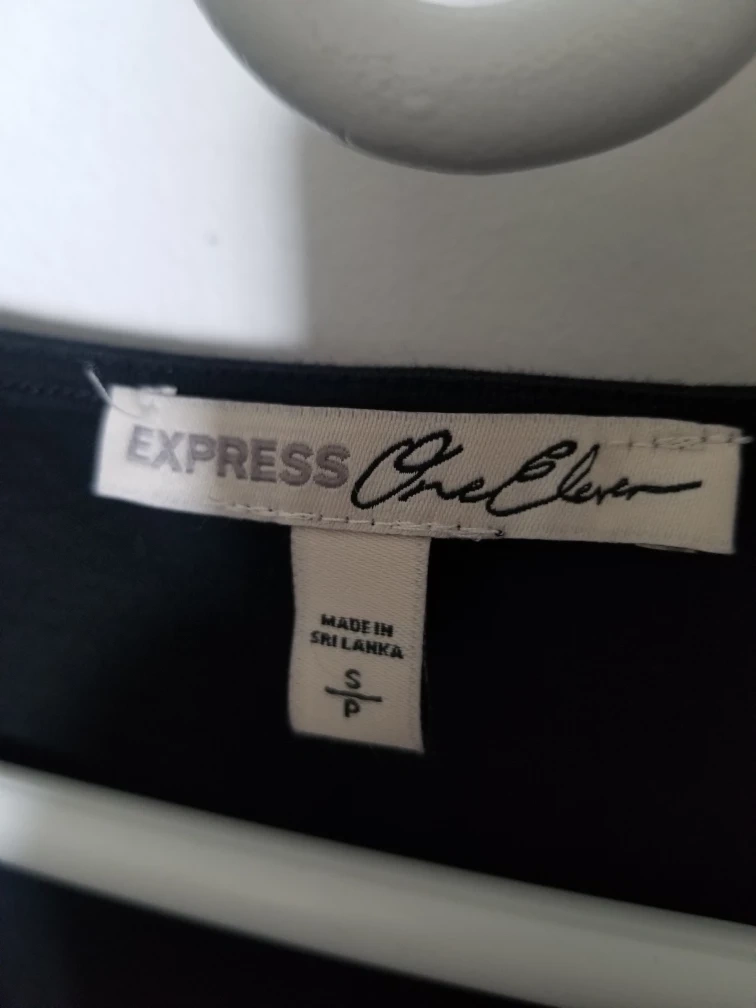 EXPRESS One Eleven
MADE IN
SRI LANKA
S
P